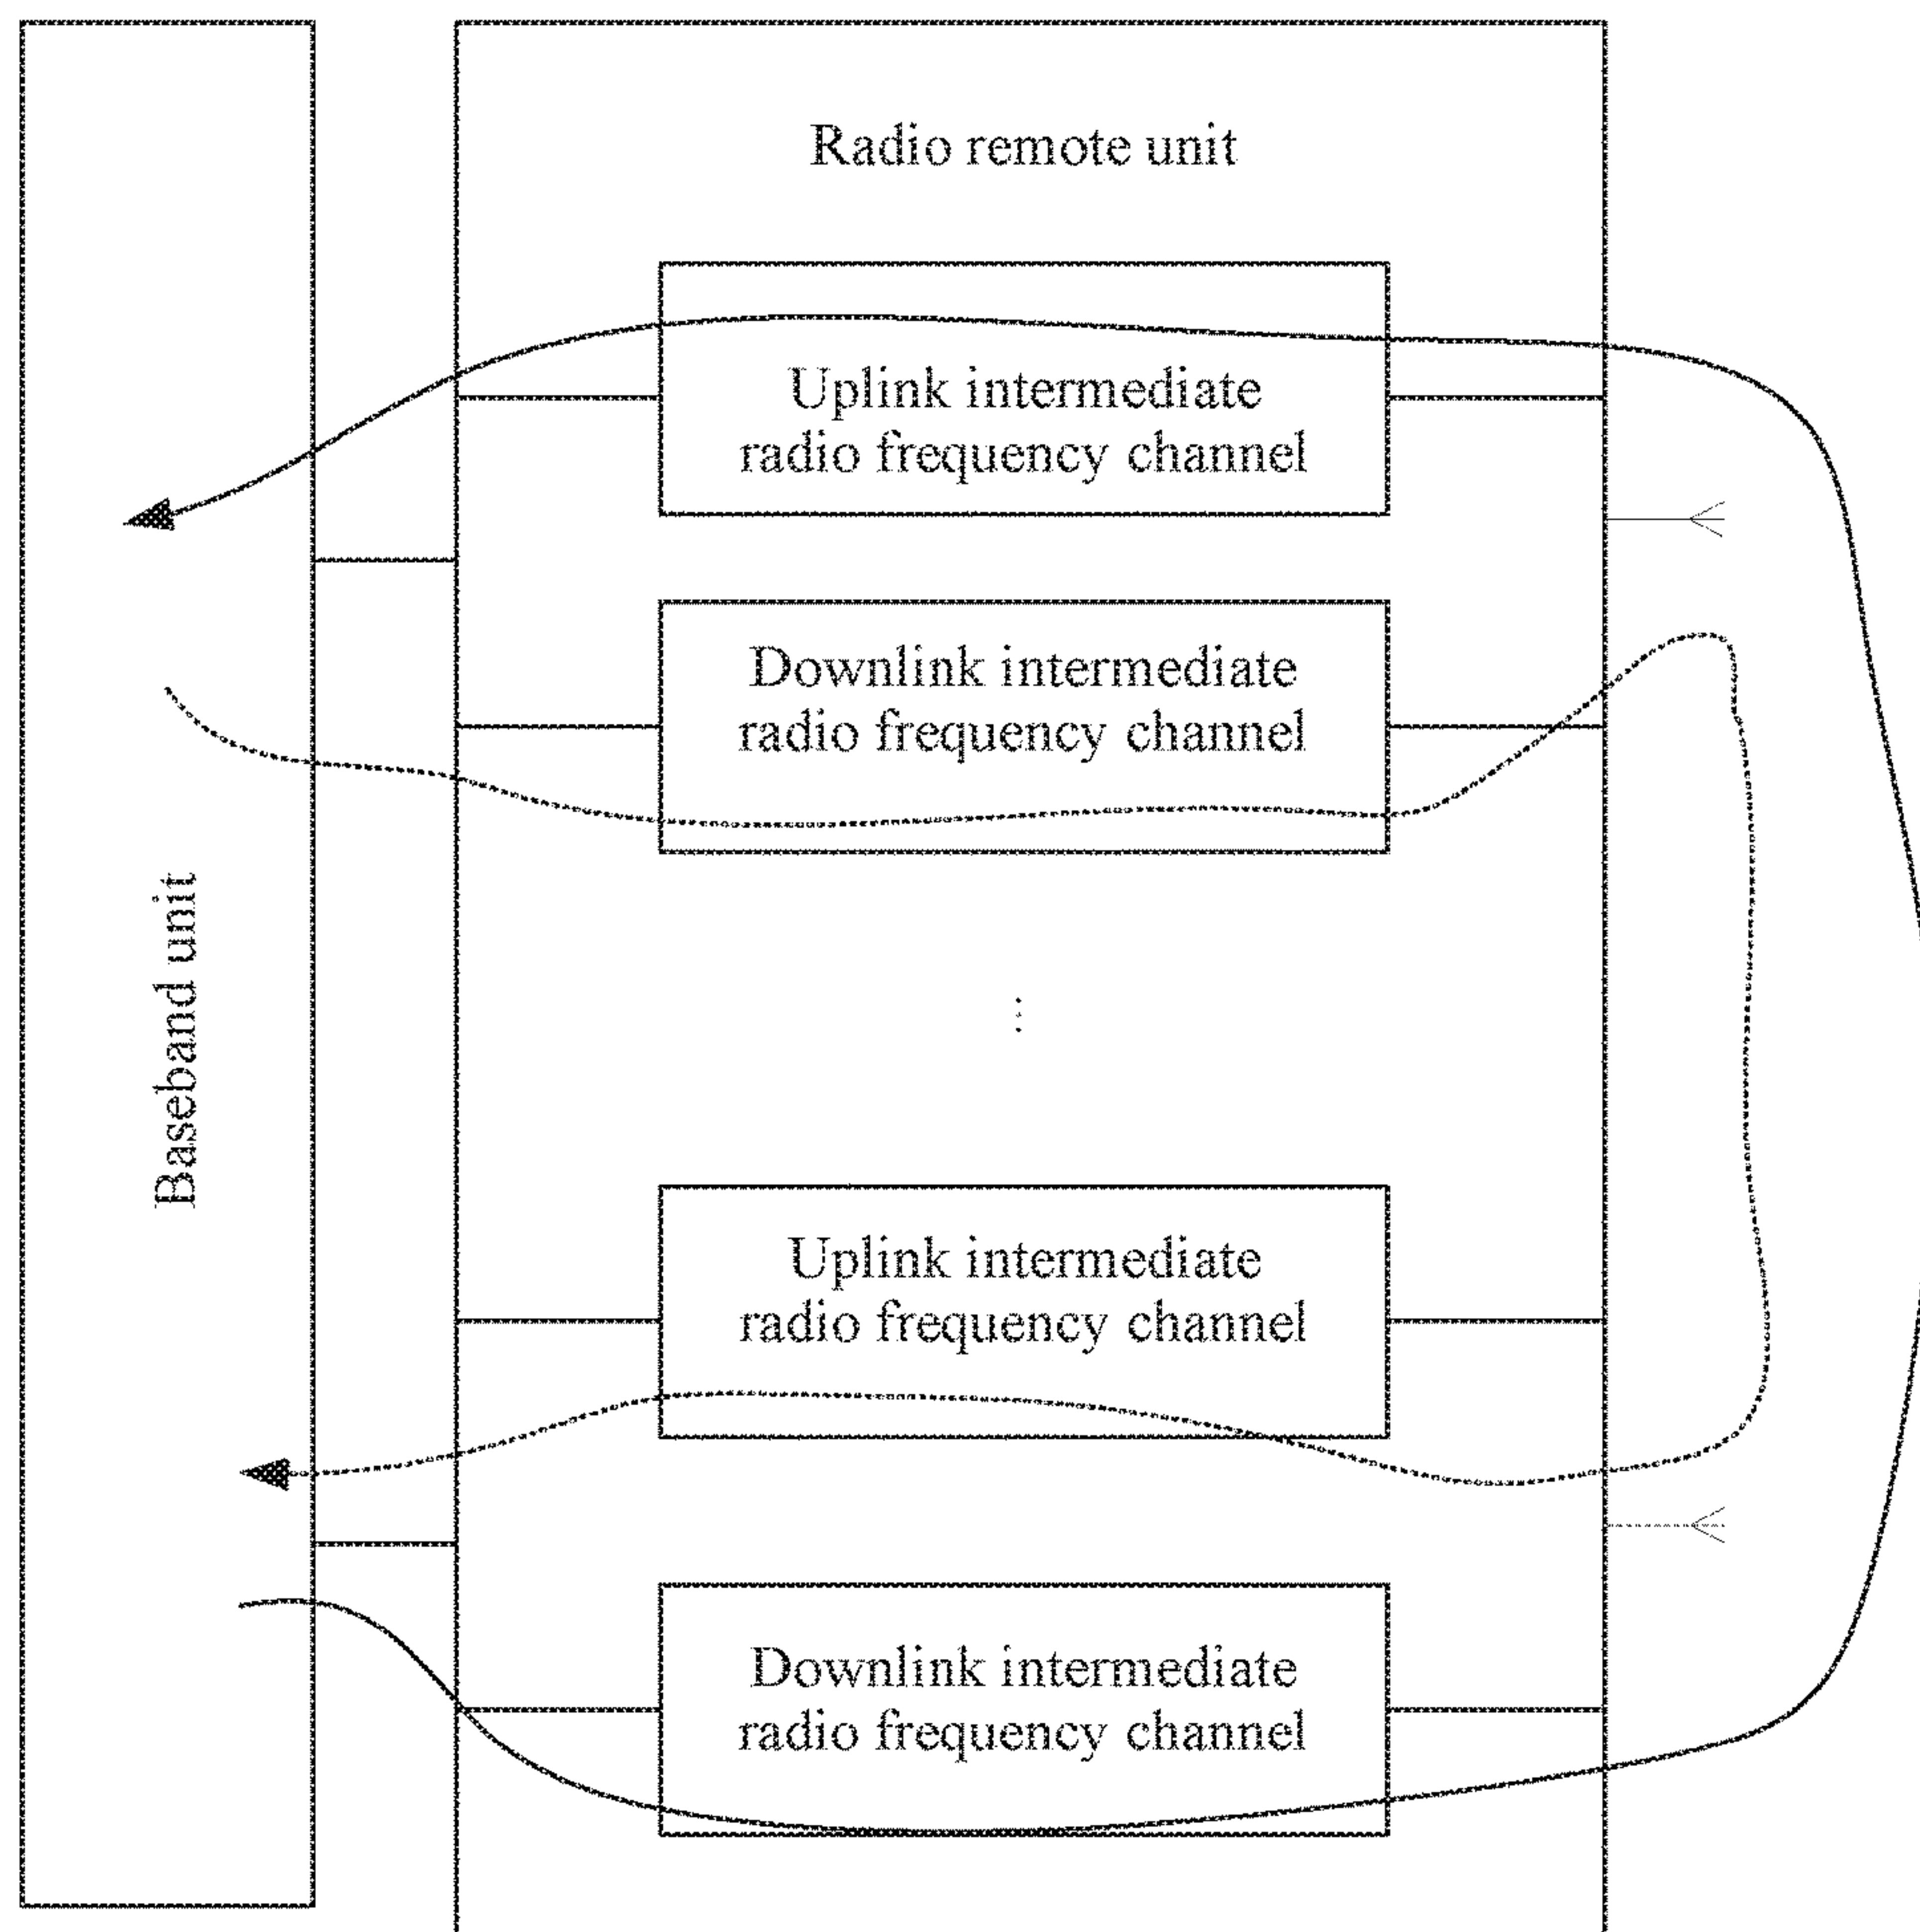 Radio remote unit
Uplink intermediate
radio frequency channel
Downlink intermediate
radio frequency channel
Baseband unit
⋮
Uplink intermediate
radio frequency channel
Downlink intermediate
radio frequency channel